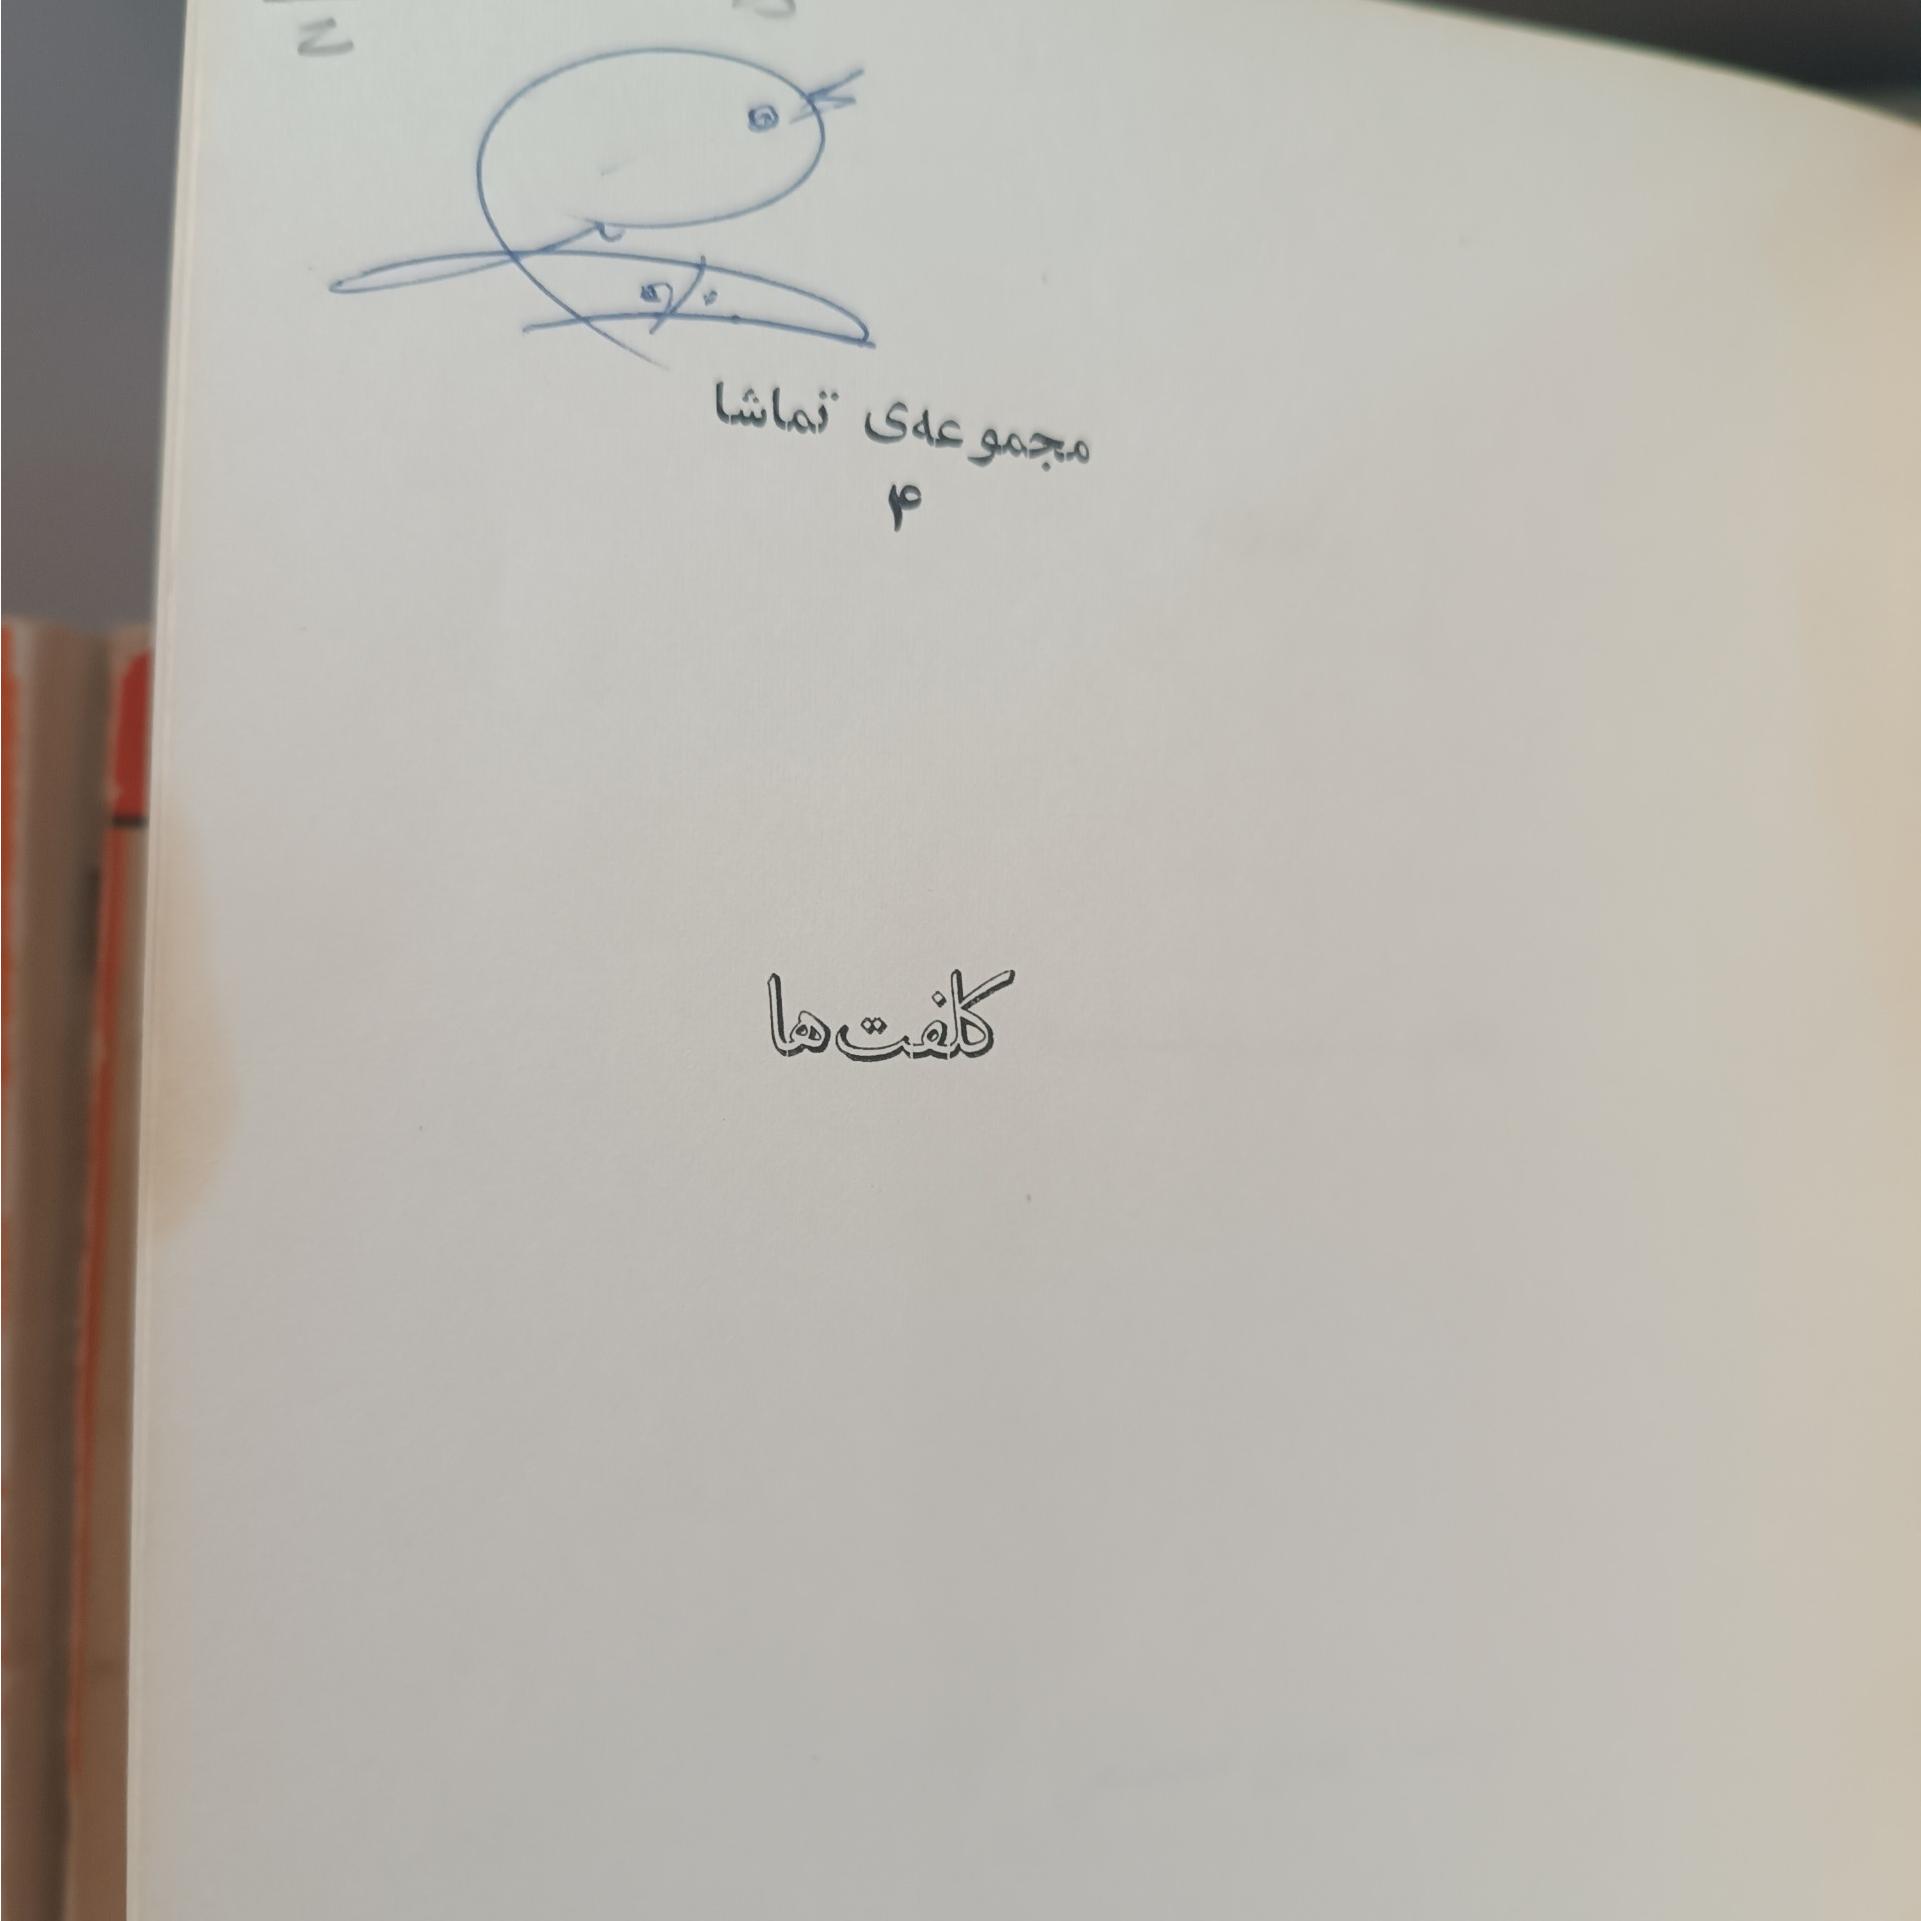 مجموعه‌ی تماشا
۴
کلفت‌ها